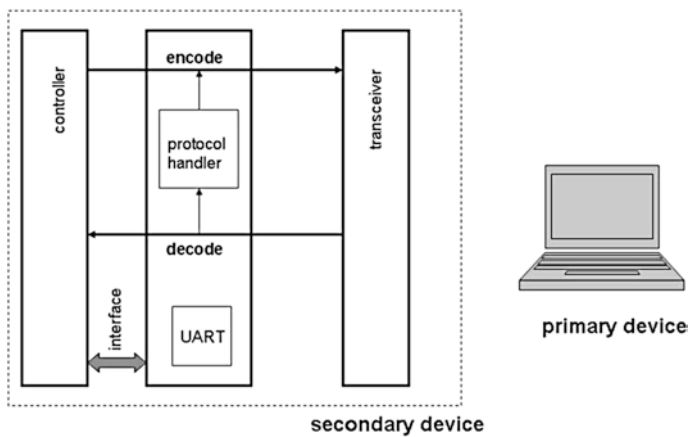 encode
controller
transceiver
protocol
handler
decode
interface
UART
primary device
secondary device